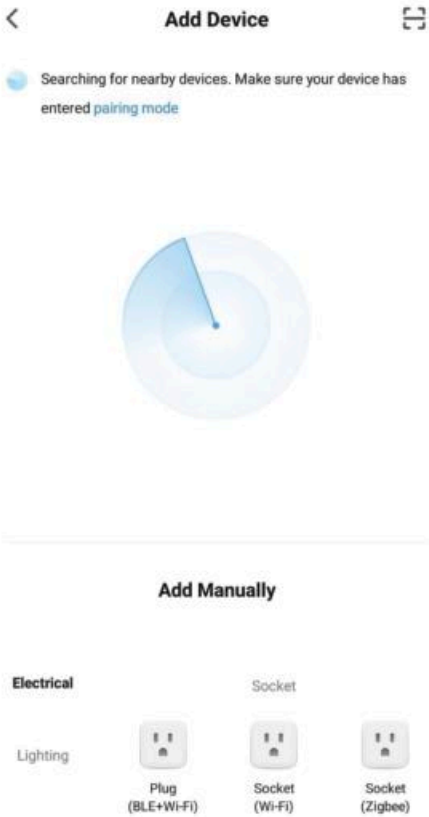 Add Device
Searching for nearby devices. Make sure your device has
entered pairing mode
Add Manually
Electrical
Socket
Lighting
Plug
(BLE+Wi-Fi)
Socket
(Wi-Fi)
Socket
(Zigbee)